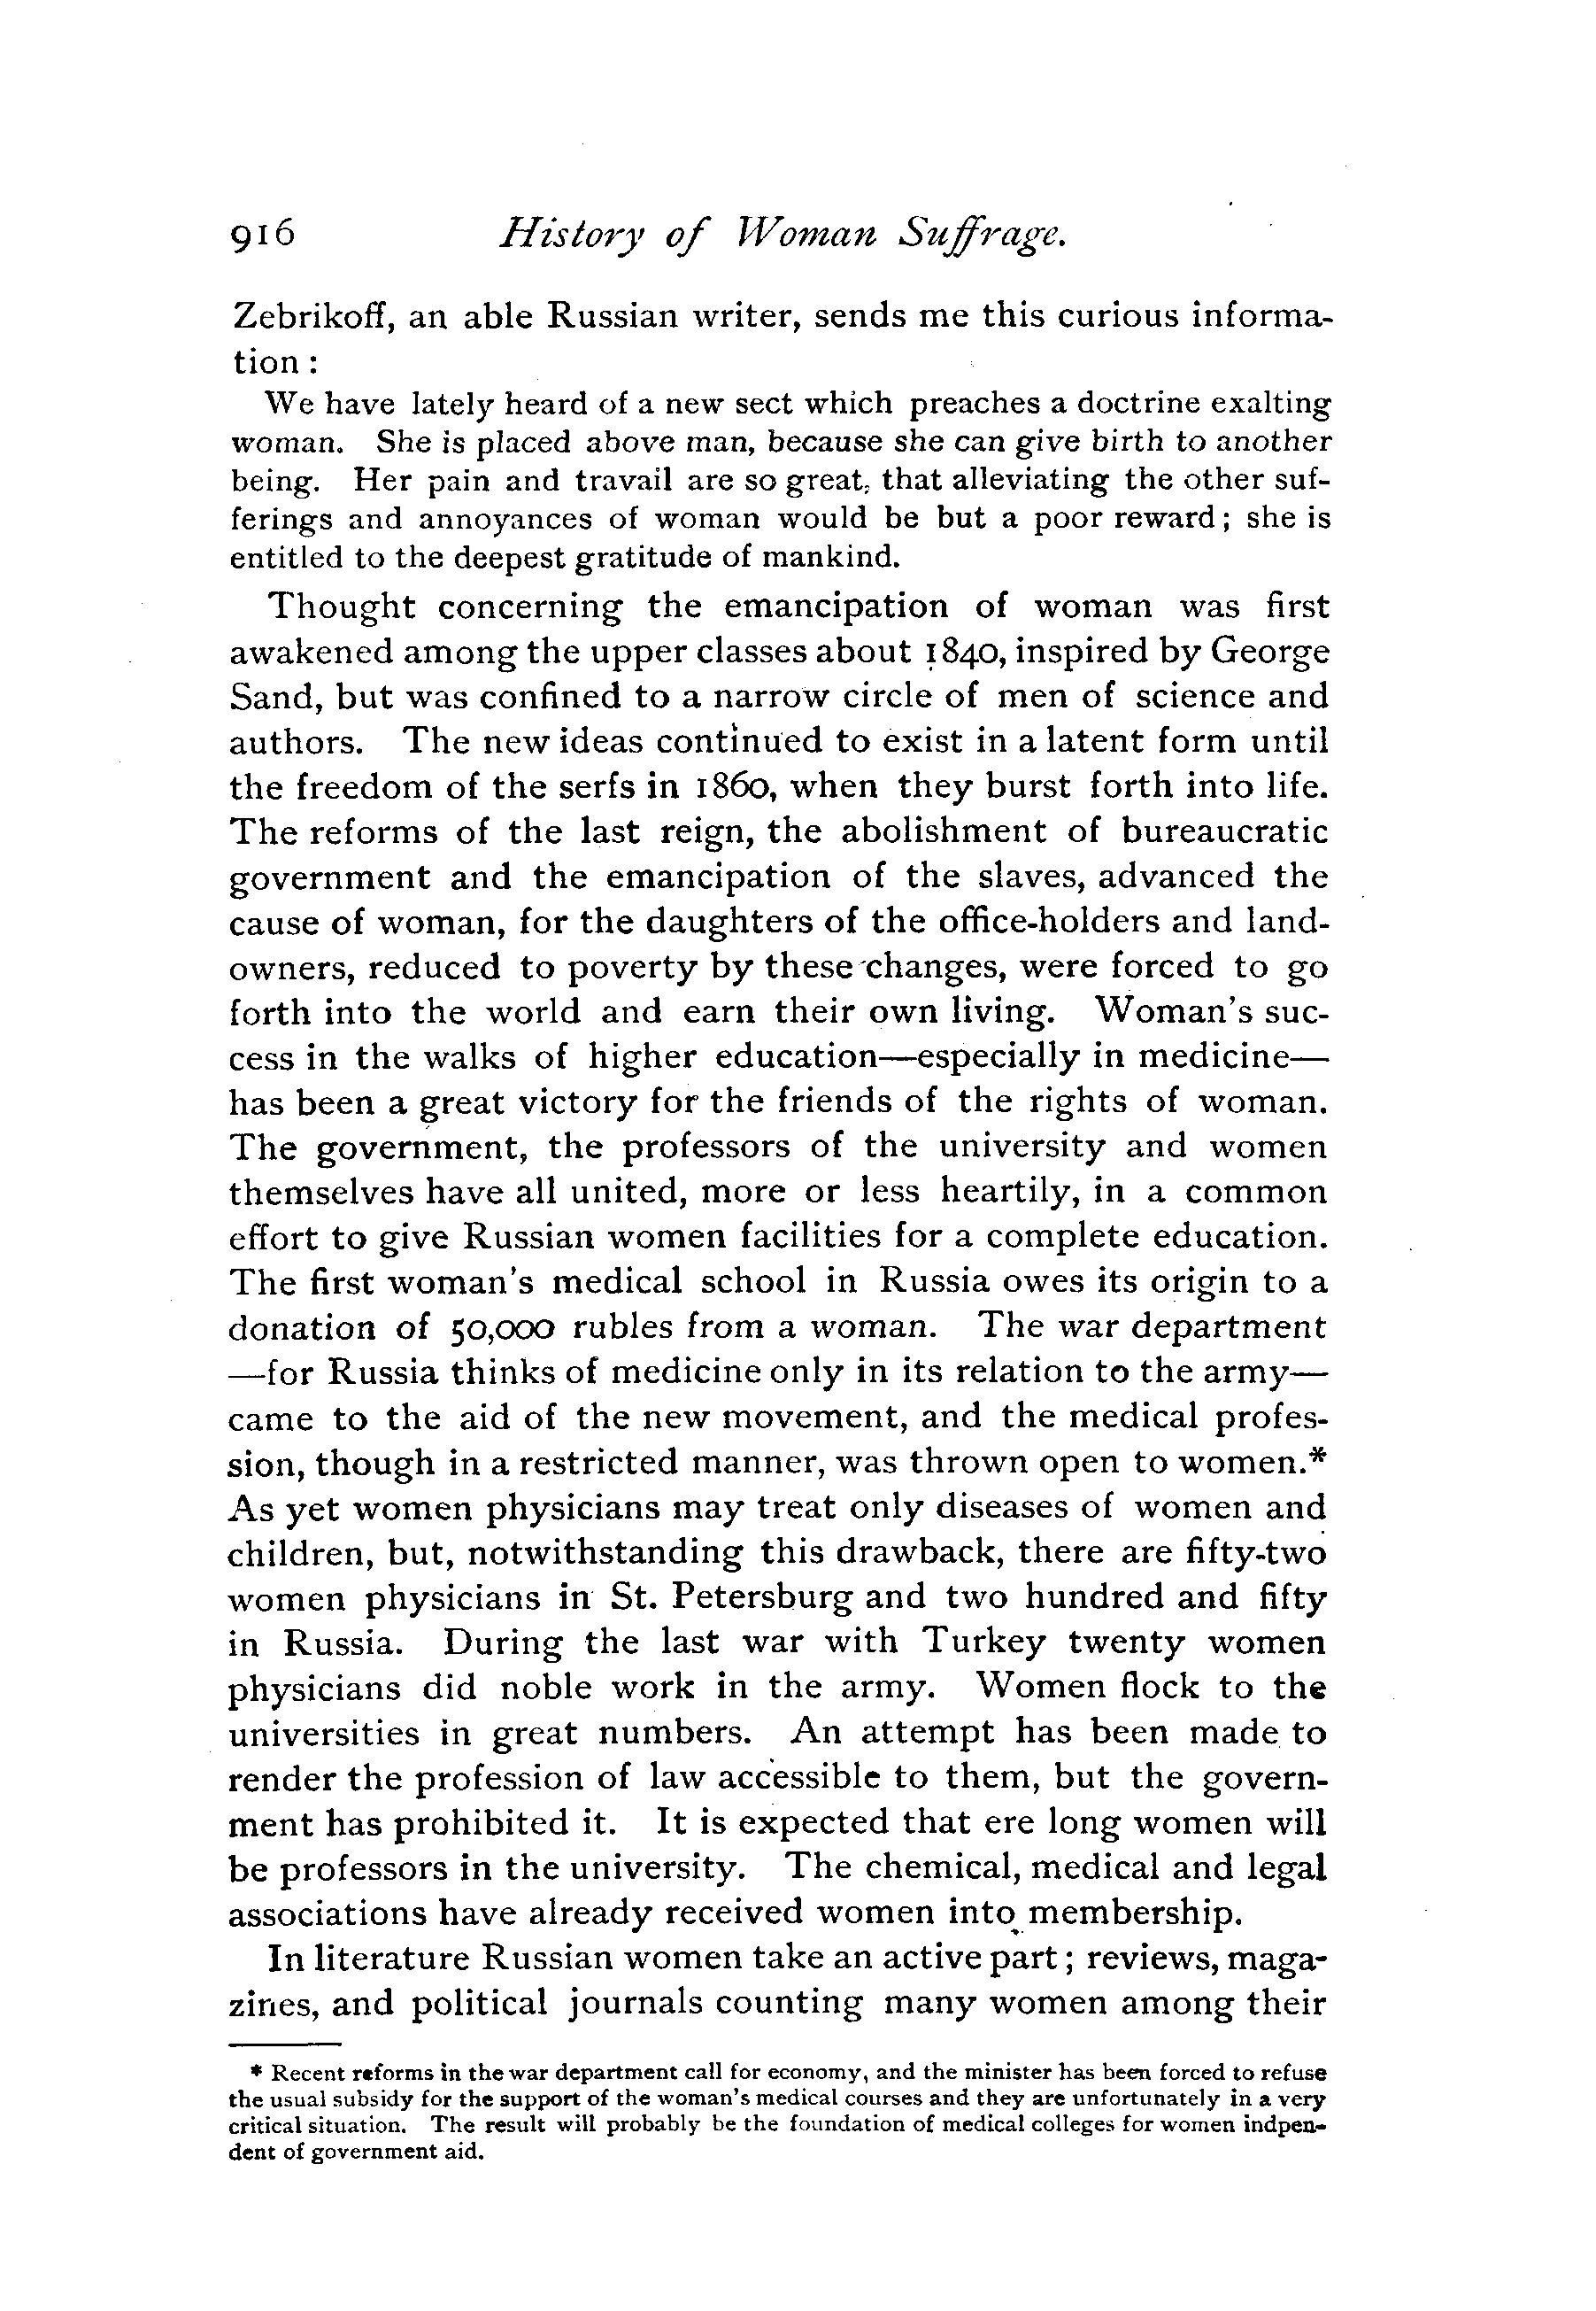 916 History of Woman Suffrage.
Zebrikoff, an able Russian writer, sends me this curious informa-
tion :
We have lately heard of a new sect which preaches a doctrine exalting
woman. She is placed above man, because she can give birth to another
being. Her pain and travail are so great, that alleviating the other suf-
ferings and annoyances of woman would be but a poor reward; she is
entitled to the deepest gratitude of mankind.
Thought concerning the emancipation of woman was first
awakened among the upper classes about 1840, inspired by George
Sand, but was confined to a narrow circle of men of science and
authors. The new ideas continued to exist in a latent form until
the freedom of the serfs in 1860, when they burst forth into life.
The reforms of the last reign, the abolishment of bureaucratic
government and the emancipation of the slaves, advanced the
cause of woman, for the daughters of the office-holders and land-
owners, reduced to poverty by these changes, were forced to go
forth into the world and earn their own living. Woman's suc-
cess in the walks of higher education—especially in medicine—
has been a great victory for the friends of the rights of woman.
The government, the professors of the university and women
themselves have all united, more or less heartily, in a common
effort to give Russian women facilities for a complete education.
The first woman's medical school in Russia owes its origin to a
donation of 50,000 rubles from a woman. The war department
—for Russia thinks of medicine only in its relation to the army—
came to the aid of the new movement, and the medical profes-
sion, though in a restricted manner, was thrown open to women.*
As yet women physicians may treat only diseases of women and
children, but, notwithstanding this drawback, there are fifty-two
women physicians in St. Petersburg and two hundred and fifty
in Russia. During the last war with Turkey twenty women
physicians did noble work in the army. Women flock to the
universities in great numbers. An attempt has been made to
render the profession of law accessible to them, but the govern-
ment has prohibited it. It is expected that ere long women will
be professors in the university. The chemical, medical and legal
associations have already received women into membership.
In literature Russian women take an active part; reviews, maga-
zines, and political journals counting many women among their
* Recent reforms in the war department call for economy, and the minister has been forced to refuse
the usual subsidy for the support of the woman's medical courses and they are unfortunately in a very
critical situation. The result will probably be the foundation of medical colleges for women indpen-
dent of government aid.